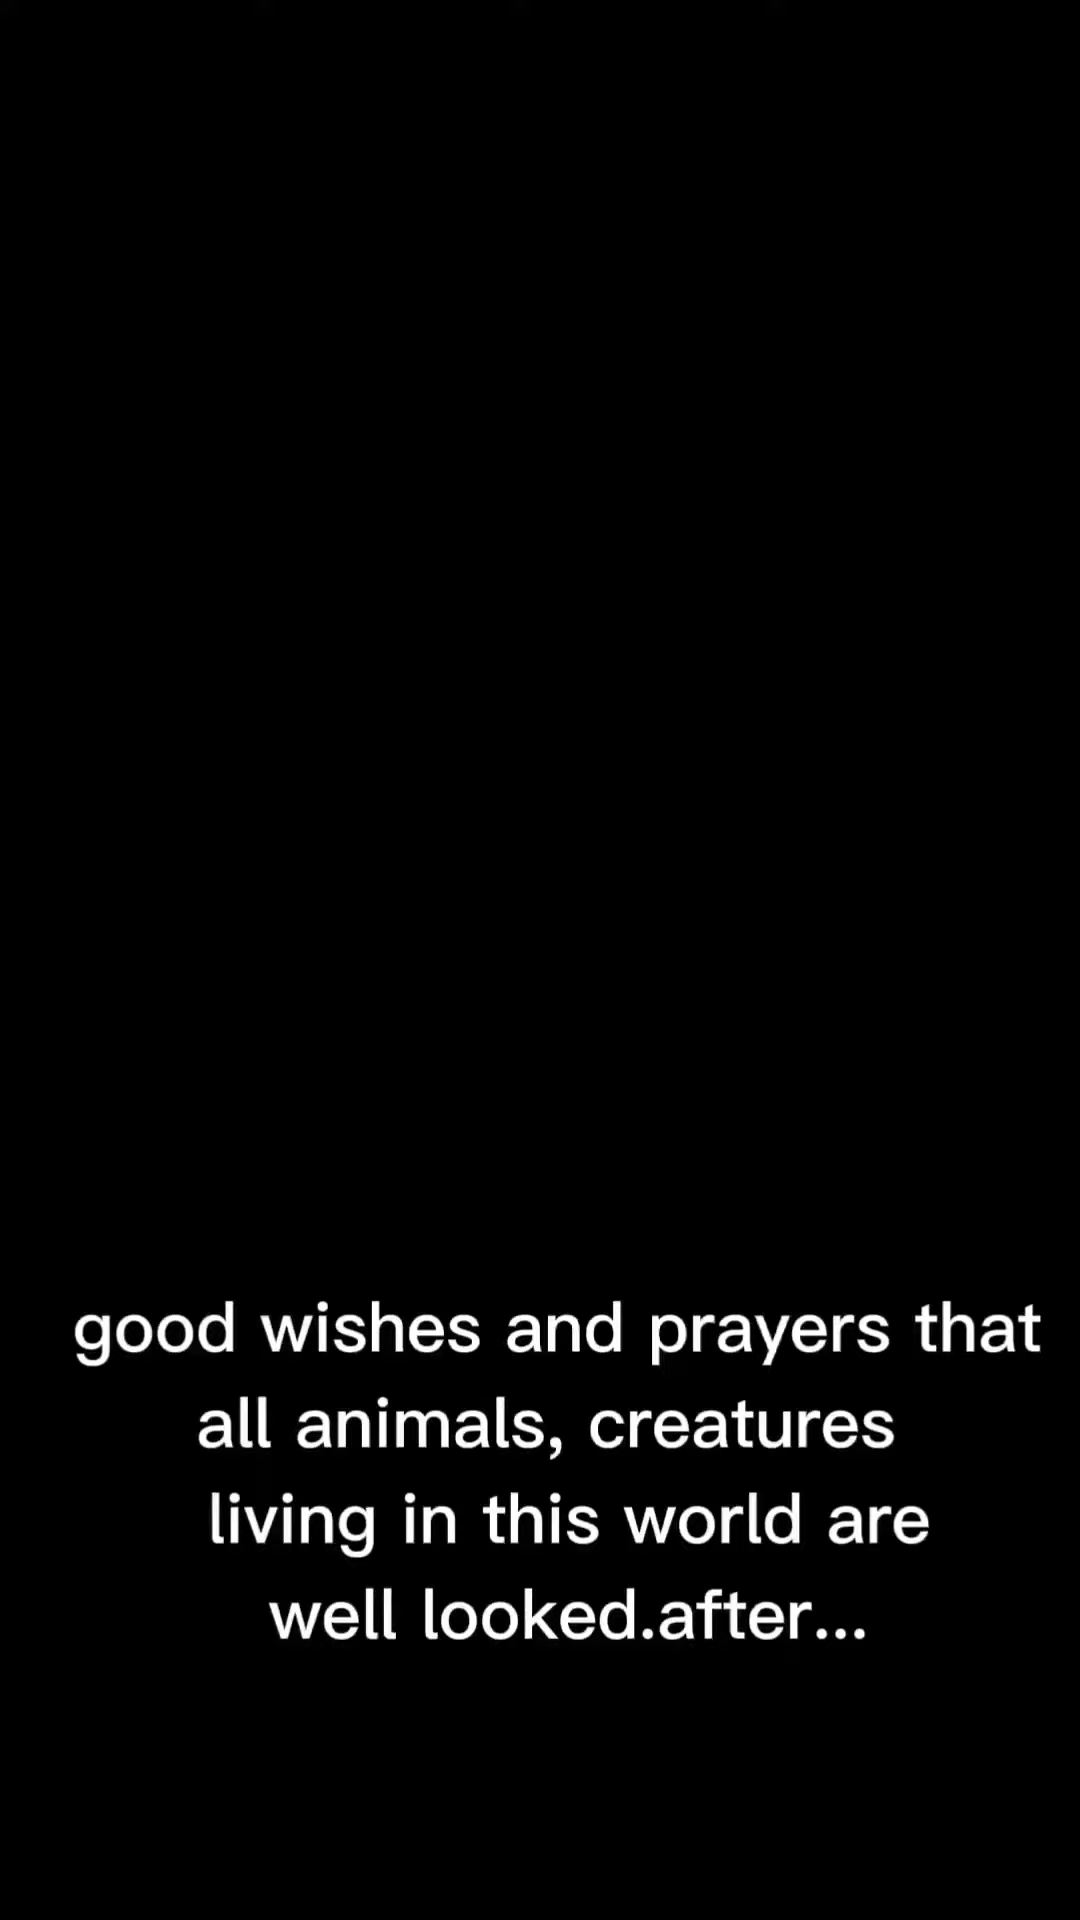 good wishes and prayers that
all animals, creatures
living in this world are
well looked.after...